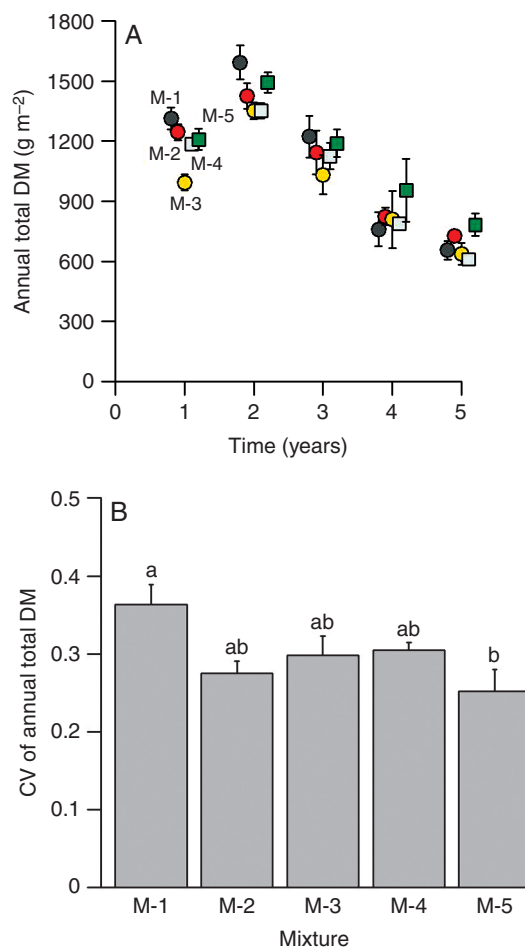 A
Annual total DM (g m⁻²)
1800
1500
1200
900
600
300
0
M-1
M-2
M-3
M-4
M-5
0
1
2
3
4
5
Time (years)
B
CV of annual total DM
0.5
0.4
0.3
0.2
0.1
0
a
ab
ab
ab
b
M-1
M-2
M-3
M-4
M-5
Mixture